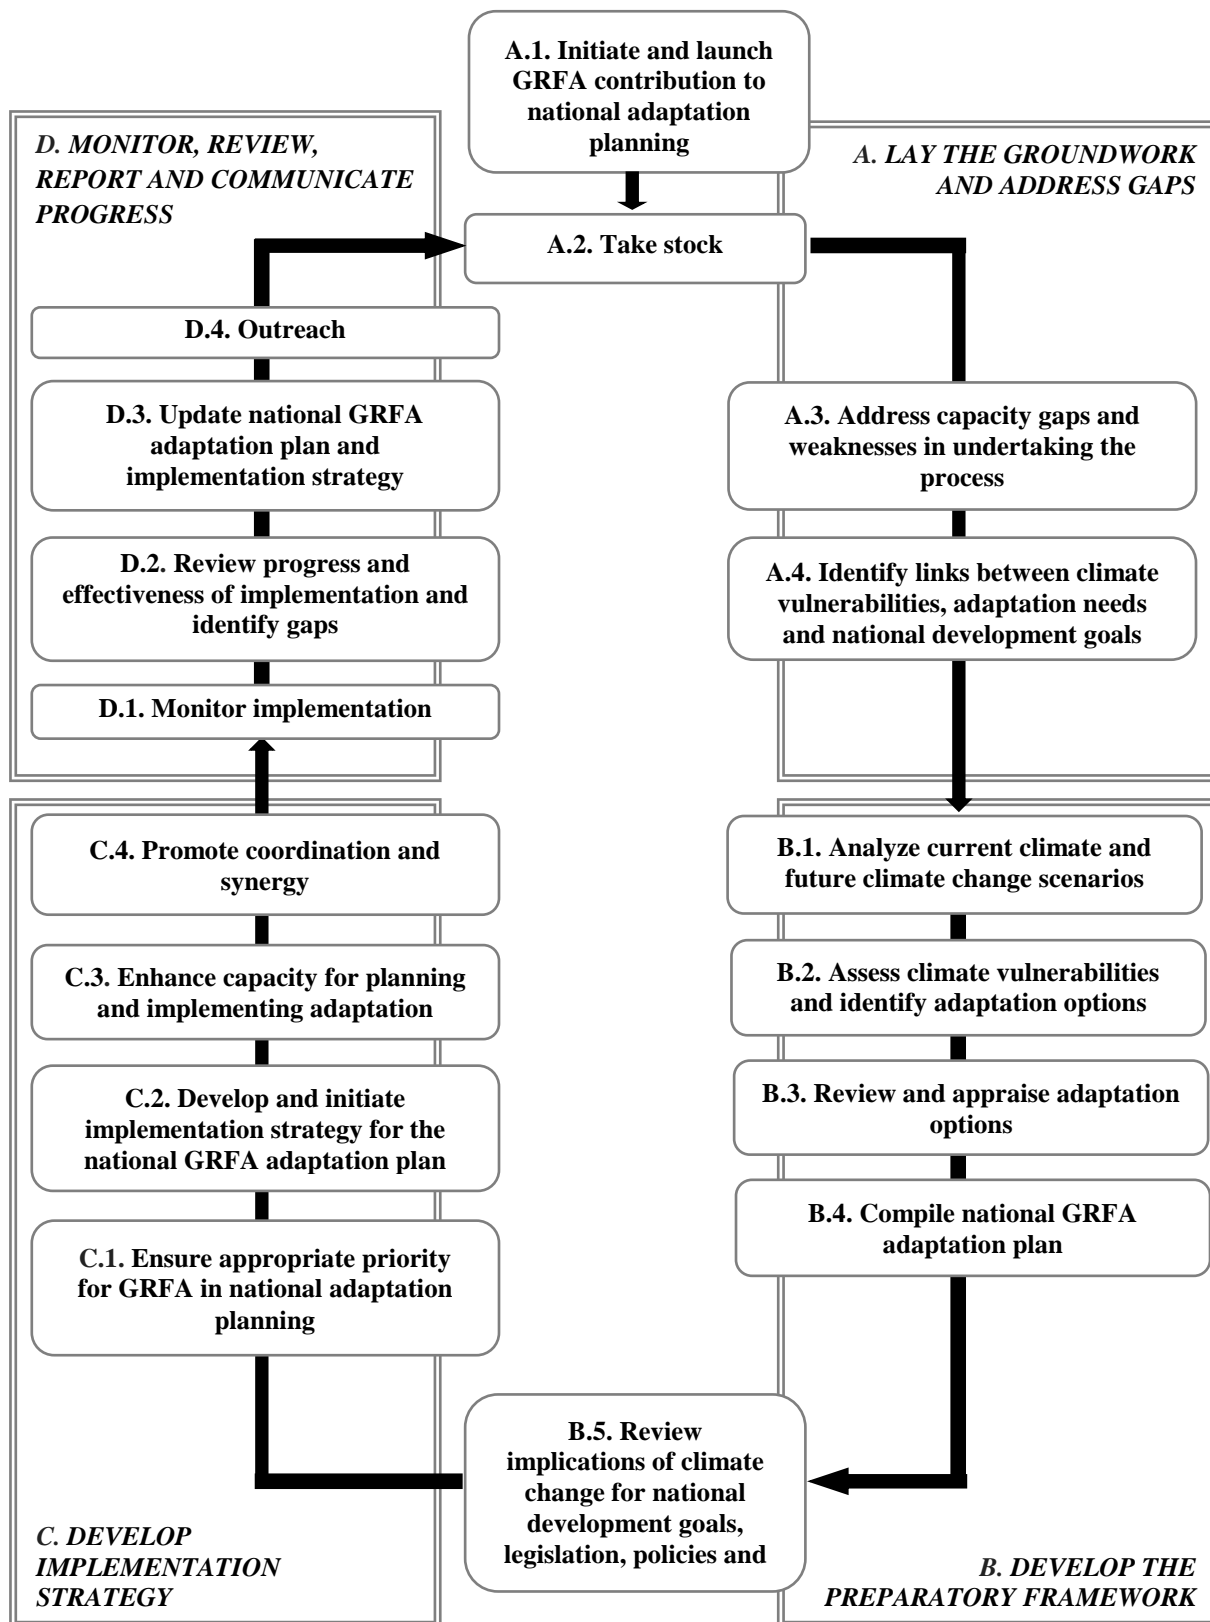 A.1. Initiate and launch
GRFA contribution to
national adaptation
planning
D. MONITOR, REVIEW,
REPORT AND COMMUNICATE
PROGRESS
A. LAY THE GROUNDWORK
AND ADDRESS GAPS
A.2. Take stock
D.4. Outreach
D.3. Update national GRFA
adaptation plan and
implementation strategy
D.2. Review progress and
effectiveness of implementation and
identify gaps
D.1. Monitor implementation
A.3. Address capacity gaps and
weaknesses in undertaking the
process
A.4. Identify links between climate
vulnerabilities, adaptation needs
and national development goals
C.4. Promote coordination and
synergy
C.3. Enhance capacity for planning
and implementing adaptation
C.2. Develop and initiate
implementation strategy for the
national GRFA adaptation plan
C.1. Ensure appropriate priority
for GRFA in national adaptation
planning
B.1. Analyze current climate and
future climate change scenarios
B.2. Assess climate vulnerabilities
and identify adaptation options
B.3. Review and appraise adaptation
options
B.4. Compile national GRFA
adaptation plan
B.5. Review
implications of climate
change for national
development goals,
legislation, policies and
C. DEVELOP
IMPLEMENTATION
STRATEGY
B. DEVELOP THE
PREPARATORY FRAMEWORK